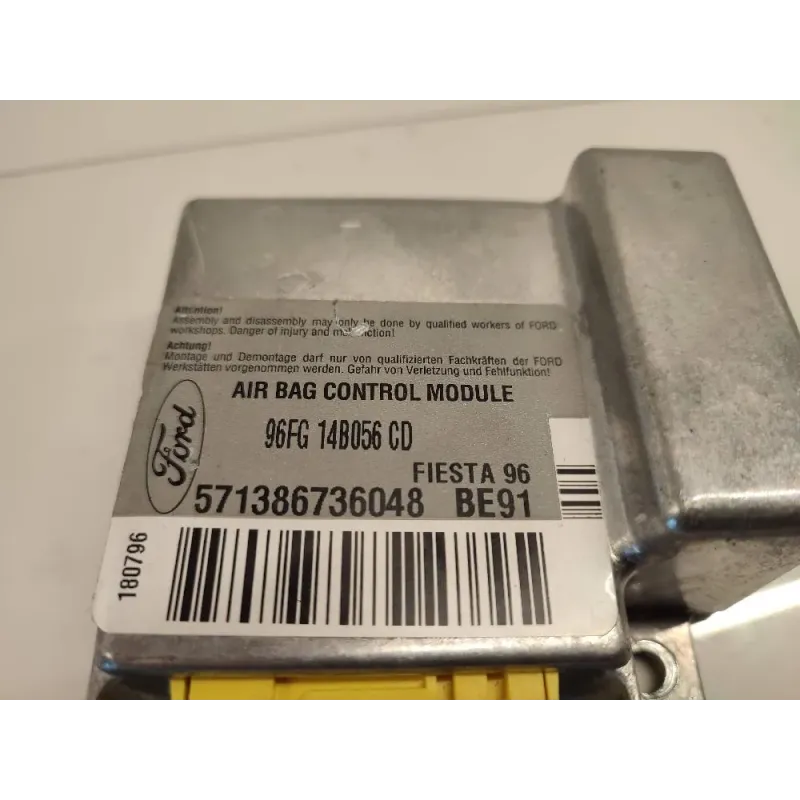 Attention!
Assembly and disassembly may only be done by qualified workers of FORD
workshops. Danger of injury and malfunction!
Achtung!
Montage und Demontage darf nur von qualifizierten Fachkräften der FORD
Werkstätten vorgenommen werden. Gefahr von Verletzung und Fehlfunktion!
AIR BAG CONTROL MODULE
Ford
96FG 14B056 CD
FIESTA 96
571386736048 BE91
180796